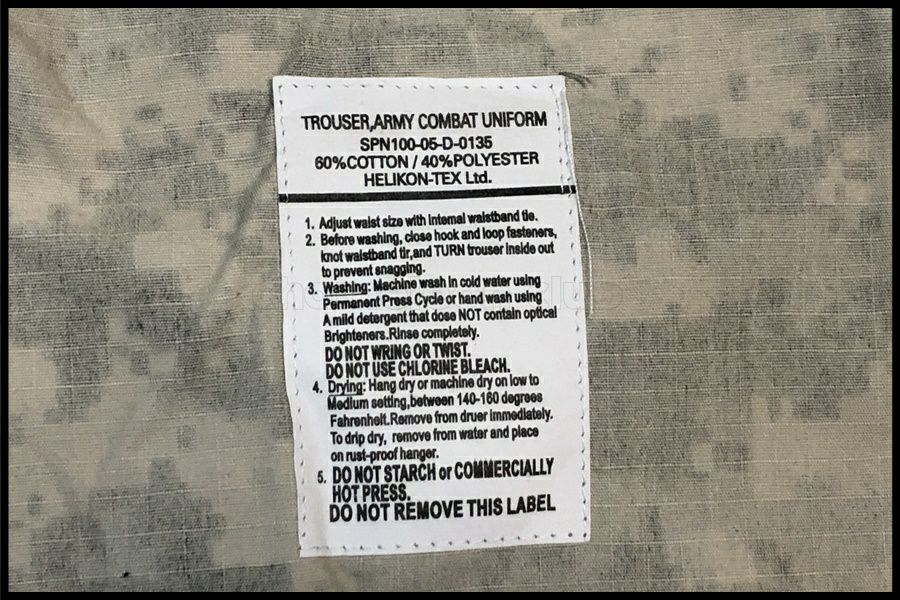 TROUSER,ARMY COMBAT UNIFORM
SPN100-05-D-0135
60%COTTON / 40%POLYESTER
HELIKON-TEX Ltd.
1. Adjust waist size with internal waistband tie.
2. Before washing, close hook and loop fasteners,
knot waistband tir,and TURN trouser inside out
to prevent snagging.
3. Washing: Machine wash in cold water using
Permanent Press Cycle or hand wash using
A mild detergent that dose NOT contain optical
Brighteners.Rinse completely.
DO NOT WRING OR TWIST.
DO NOT USE CHLORINE BLEACH.
4. Drying: Hang dry or machine dry on low to
Medium setting,between 140-160 degrees
Fahrenheit.Remove from druer immediately.
To drip dry, remove from water and place
on rust-proof hanger.
5. DO NOT STARCH or COMMERCIALLY
HOT PRESS.
DO NOT REMOVE THIS LABEL